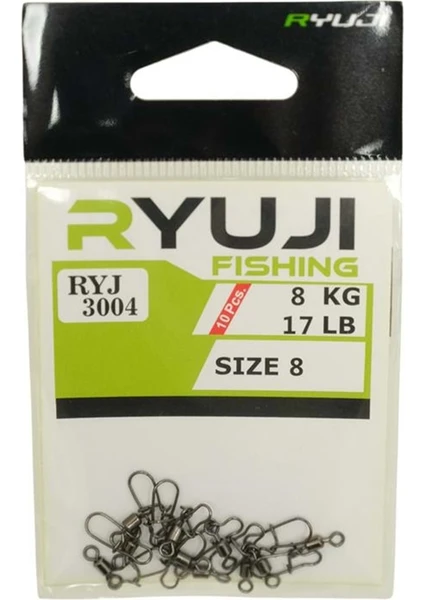 RYUJI
RYUJI
FISHING
RYJ
3004
10 Pcs.
8 KG
17 LB
SIZE 8